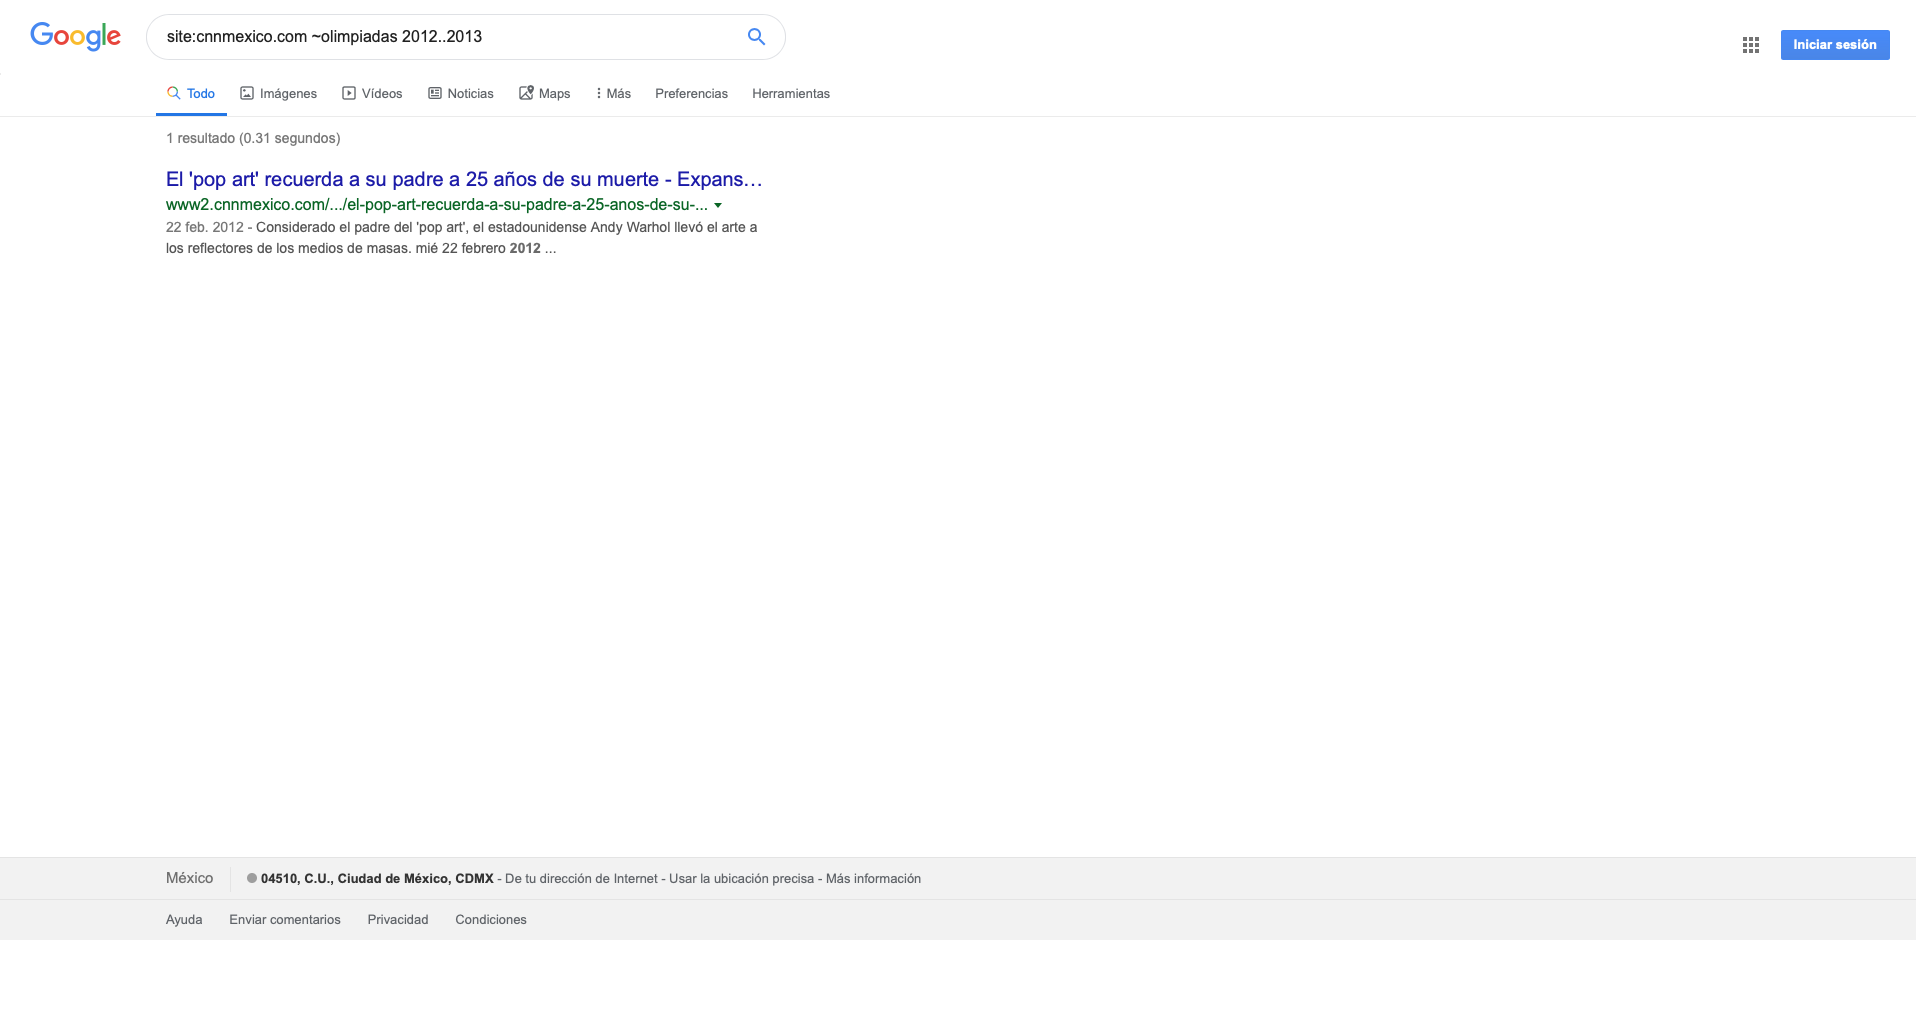 Google
site:cnnmexico.com ~olimpiadas 2012..2013
Iniciar sesión
Todo Imágenes Vídeos Noticias Maps Más Preferencias Herramientas
1 resultado (0.31 segundos)
El 'pop art' recuerda a su padre a 25 años de su muerte - Expans...
www2.cnnmexico.com/.../el-pop-art-recuerda-a-su-padre-a-25-anos-de-su-...
22 feb. 2012 - Considerado el padre del 'pop art', el estadounidense Andy Warhol llevó el arte a
los reflectores de los medios de masas. mié 22 febrero 2012 ...
México 04510, C.U., Ciudad de México, CDMX - De tu dirección de Internet - Usar la ubicación precisa - Más información
Ayuda Enviar comentarios Privacidad Condiciones